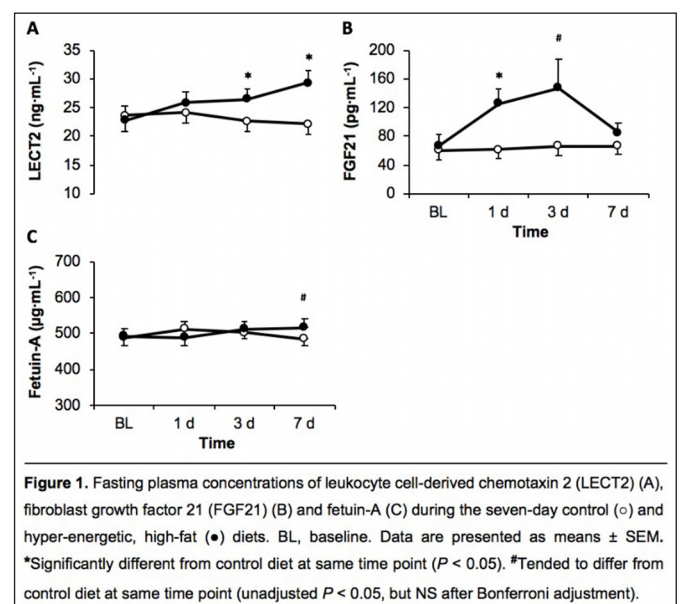 A
35
30
25
20
15
10
LECT2 (ng·mL⁻¹)
*
*
B
200
160
120
80
40
0
FGF21 (pg·mL⁻¹)
*
#
BL 1 d 3 d 7 d
Time
C
700
600
500
400
300
Fetuin-A (µg·mL⁻¹)
#
BL 1 d 3 d 7 d
Time
Figure 1. Fasting plasma concentrations of leukocyte cell-derived chemotaxin 2 (LECT2) (A),
fibroblast growth factor 21 (FGF21) (B) and fetuin-A (C) during the seven-day control (○) and
hyper-energetic, high-fat (●) diets. BL, baseline. Data are presented as means ± SEM.
*Significantly different from control diet at same time point (P < 0.05). #Tended to differ from
control diet at same time point (unadjusted P < 0.05, but NS after Bonferroni adjustment).